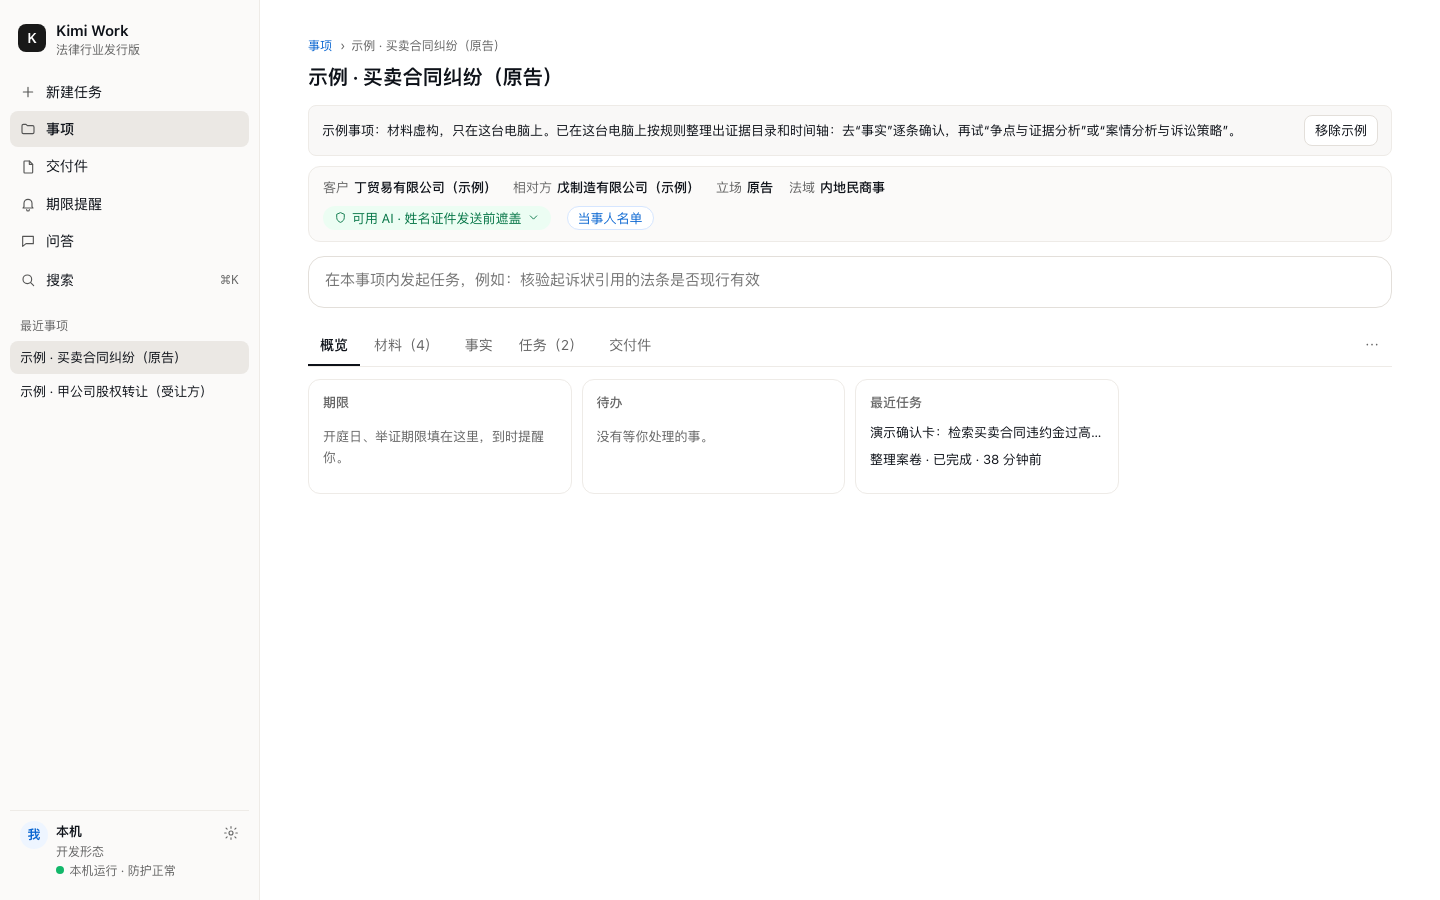 K
Kimi Work
法律行业发行版
新建任务
事项
交付件
期限提醒
问答
搜索 ⌘K
最近事项
示例 · 买卖合同纠纷（原告）
示例 · 甲公司股权转让（受让方）
我
本机
开发形态
本机运行 · 防护正常
事项 › 示例 · 买卖合同纠纷（原告）
示例 · 买卖合同纠纷（原告）
示例事项：材料虚构，只在这台电脑上。已在这台电脑上按规则整理出证据目录和时间轴：去“事实”逐条确认，再试“争点与证据分析”或“案情分析与诉讼策略”。
移除示例
客户 丁贸易有限公司（示例） 相对方 戊制造有限公司（示例） 立场 原告 法域 内地民商事
可用 AI · 姓名证件发送前遮盖 当事人名单
在本事项内发起任务，例如：核验起诉状引用的法条是否现行有效
概览 材料（4） 事实 任务（2） 交付件 ···
期限
开庭日、举证期限填在这里，到时提醒
你。
待办
没有等你处理的事。
最近任务
演示确认卡：检索买卖合同违约金过高...
整理案卷 · 已完成 · 38 分钟前